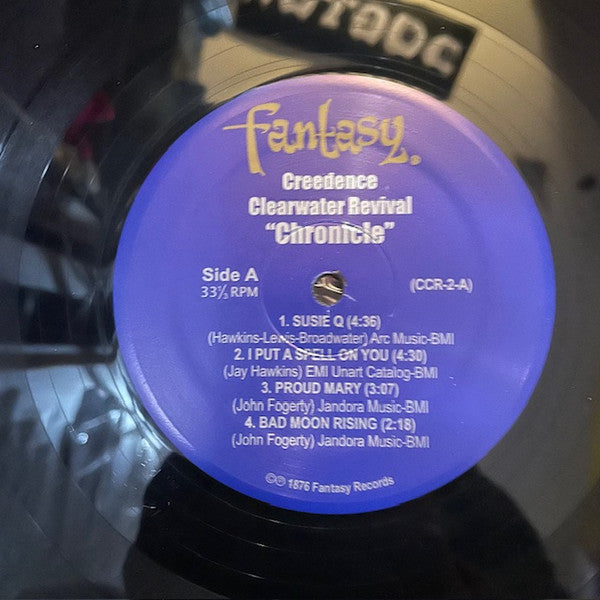 fantasy.
Creedence
Clearwater Revival
"Chronicle"
Side A
33⅓ RPM
(CCR-2-A)
1. SUSIE Q (4:36)
(Hawkins-Lewis-Broadwater) Arc Music-BMI
2. I PUT A SPELL ON YOU (4:30)
(Jay Hawkins) EMI Unart Catalog-BMI
3. PROUD MARY (3:07)
(John Fogerty) Jandora Music-BMI
4. BAD MOON RISING (2:18)
(John Fogerty) Jandora Music-BMI
©℗ 1876 Fantasy Records